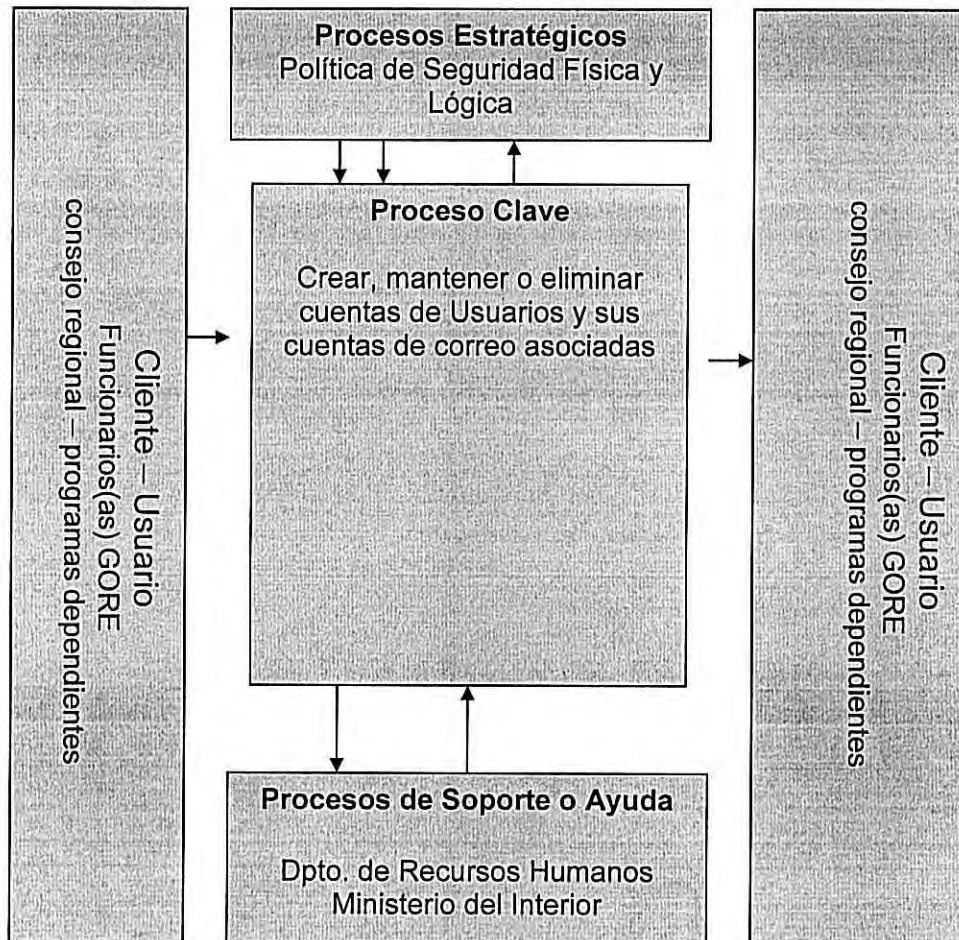 Procesos Estratégicos
Política de Seguridad Física y
Lógica
Cliente – Usuario
Funcionarios(as) GORE
consejo regional – programas dependientes
Proceso Clave
Crear, mantener o eliminar
cuentas de Usuarios y sus
cuentas de correo asociadas
Cliente – Usuario
Funcionarios(as) GORE
consejo regional – programas dependientes
Procesos de Soporte o Ayuda
Dpto. de Recursos Humanos
Ministerio del Interior